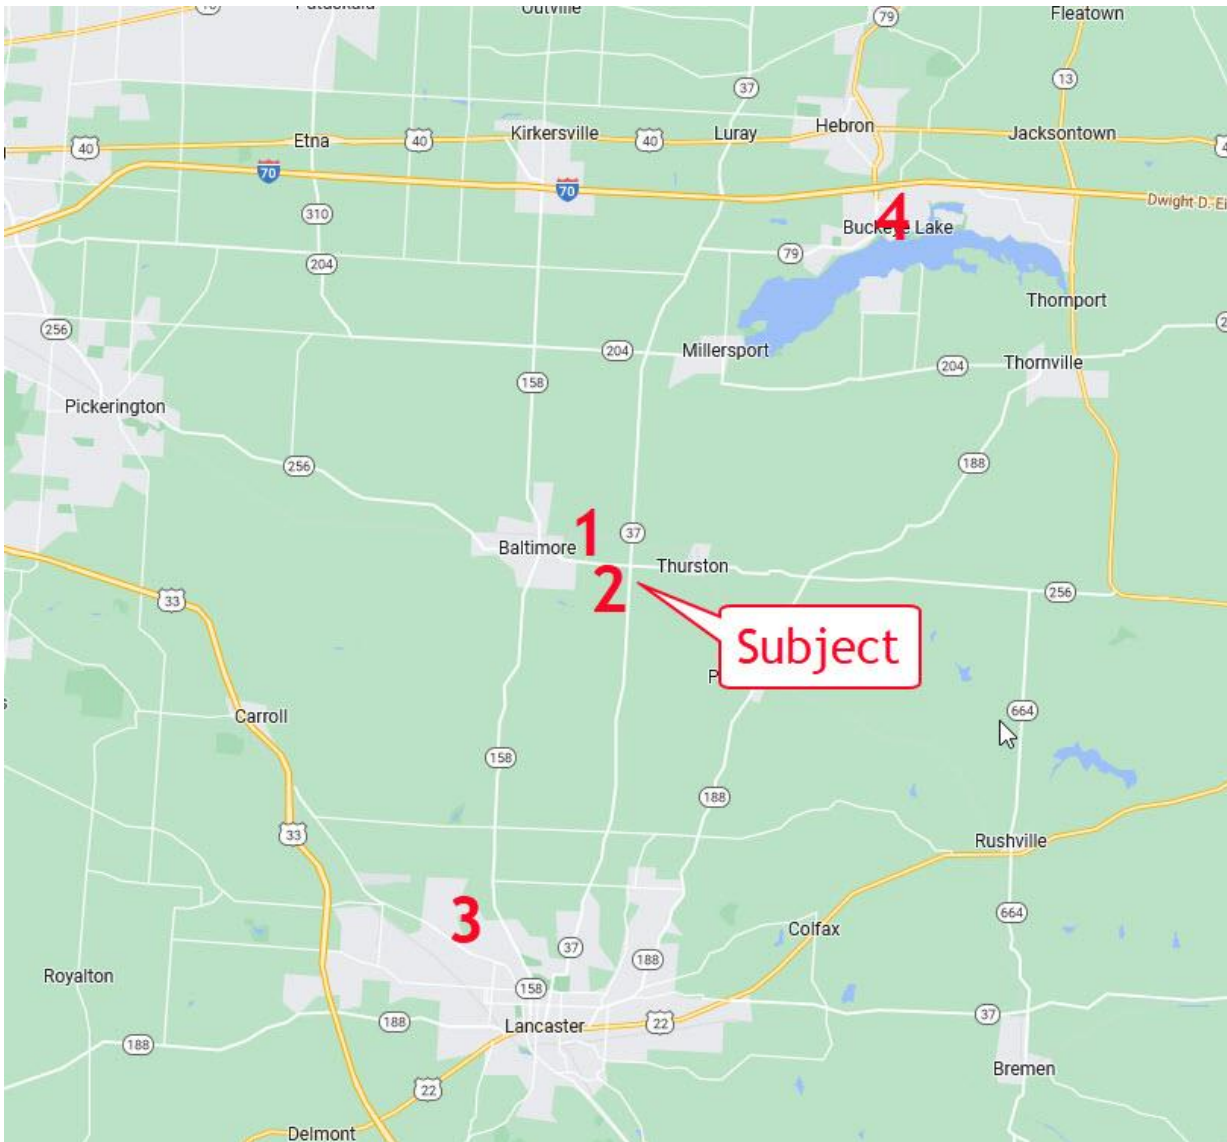 Outville
79
Fleatown
37
13
40
Etna
40
Kirkersville
40
Luray
Hebron
Jacksontown
70
70
Dwight D.
310
4
Buckeye Lake
204
79
Thornport
256
204
Millersport
204
Thornville
158
Pickerington
256
188
1
37
Baltimore
Thurston
2
256
33
Subject
P
664
Carroll
158
188
33
Rushville
3
664
Colfax
37
188
Royalton
158
37
Lancaster
22
188
188
Bremen
22
Delmont